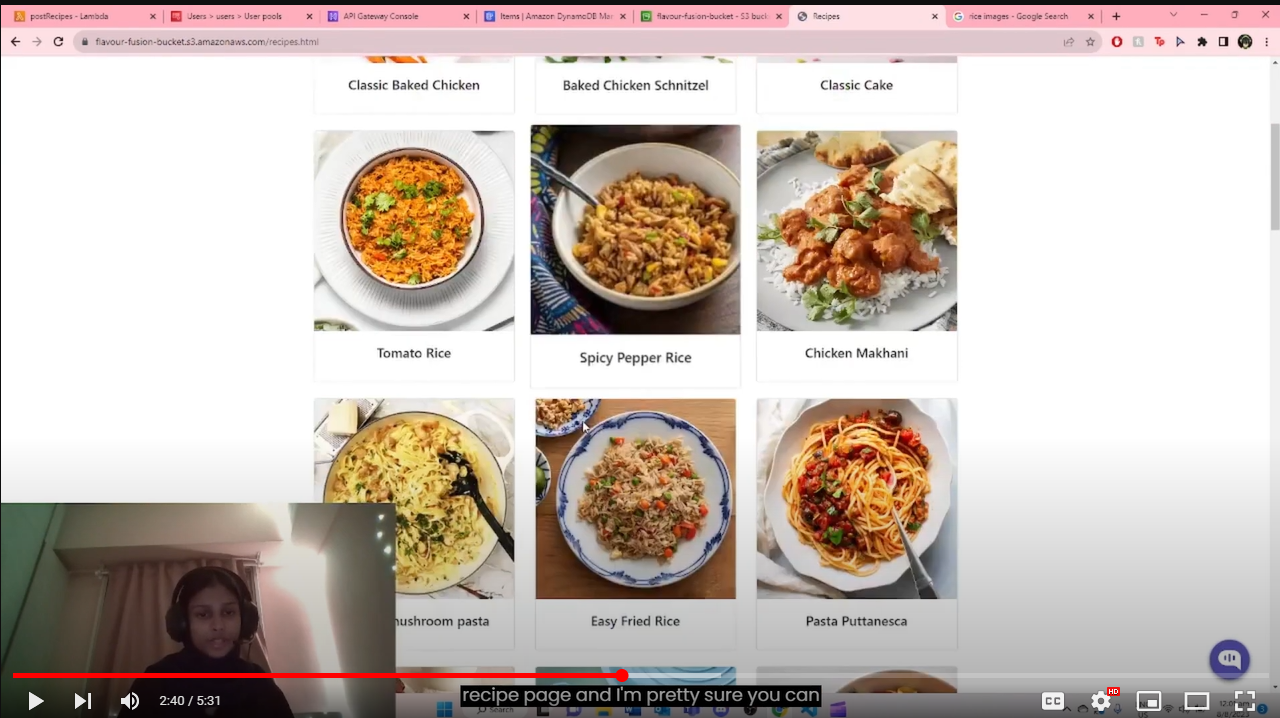 postRecipes - Lambda
Users > users > User pools
API Gateway Console
Items | Amazon DynamoDB Ma
flavour-fusion-bucket - S3 buck
Recipes
rice images - Google Search
flavour-fusion-bucket.s3.amazonaws.com/recipes.html
Classic Baked Chicken
Baked Chicken Schnitzel
Classic Cake
Tomato Rice
Spicy Pepper Rice
Chicken Makhani
mushroom pasta
Easy Fried Rice
Pasta Puttanesca
recipe page and I'm pretty sure you can
2:40 / 5:31
CC
HD
Search